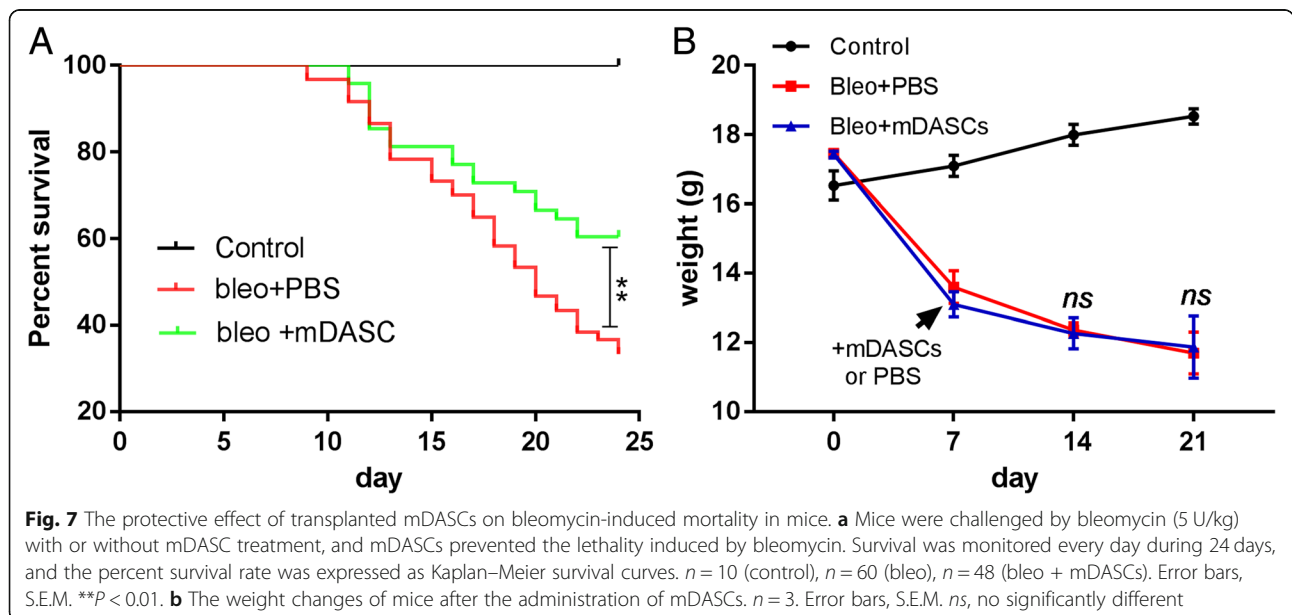 A
Percent survival
100
80
60
40
20
0
5
10
15
20
25
day
Control
bleo+PBS
bleo +mDASC
**
B
Control
Bleo+PBS
Bleo+mDASCs
weight (g)
20
18
16
14
12
10
0
7
14
21
day
+mDASCs
or PBS
ns
ns
Fig. 7 The protective effect of transplanted mDASCs on bleomycin-induced mortality in mice. a Mice were challenged by bleomycin (5 U/kg)
with or without mDASC treatment, and mDASCs prevented the lethality induced by bleomycin. Survival was monitored every day during 24 days,
and the percent survival rate was expressed as Kaplan–Meier survival curves. n = 10 (control), n = 60 (bleo), n = 48 (bleo + mDASCs). Error bars,
S.E.M. **P < 0.01. b The weight changes of mice after the administration of mDASCs. n = 3. Error bars, S.E.M. ns, no significantly different